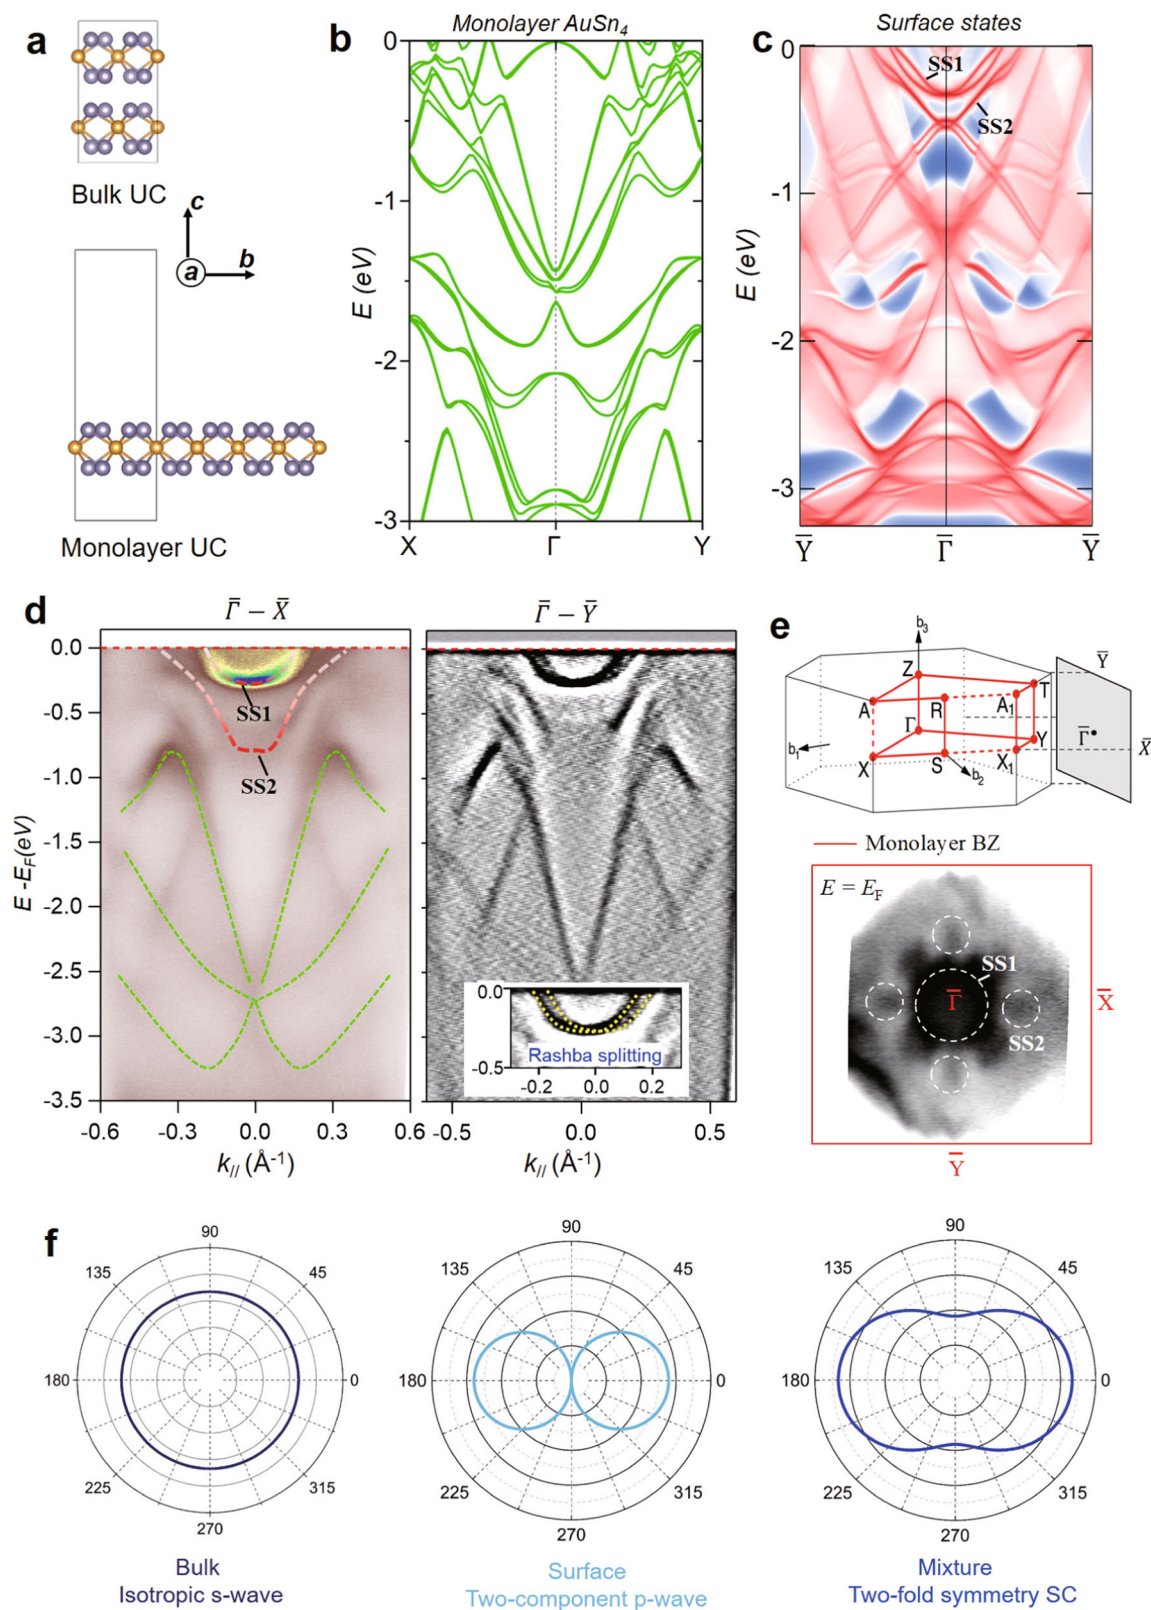 a
Bulk UC
c
b
a
Monolayer UC
b
Monolayer AuSn4
0
-1
-2
-3
E (eV)
X
Γ
Y
c
Surface states
SS1
SS2
0
-1
-2
-3
E (eV)
Y̅
Γ̅
Y̅
d
Γ̅ − X̅
0.0
-0.5
-1.0
-1.5
-2.0
-2.5
-3.0
-3.5
E -EF(eV)
SS1
SS2
-0.6
-0.3
0.0
0.3
0.6
k// (Å-1)
Γ̅ − Y̅
0.0
-0.5
Rashba splitting
-0.2
0.0
0.2
-0.5
0.0
0.5
k// (Å-1)
e
b3
Z
T
Y̅
A
R
A1
Γ
Γ̅
Y
X̅
b1
X
S
X1
b2
Monolayer BZ
E = EF
SS1
Γ̅
SS2
X̅
Y̅
f
90
135
45
180
0
225
315
270
Bulk
Isotropic s-wave
90
135
45
180
0
225
315
270
Surface
Two-component p-wave
90
135
45
180
0
225
315
270
Mixture
Two-fold symmetry SC